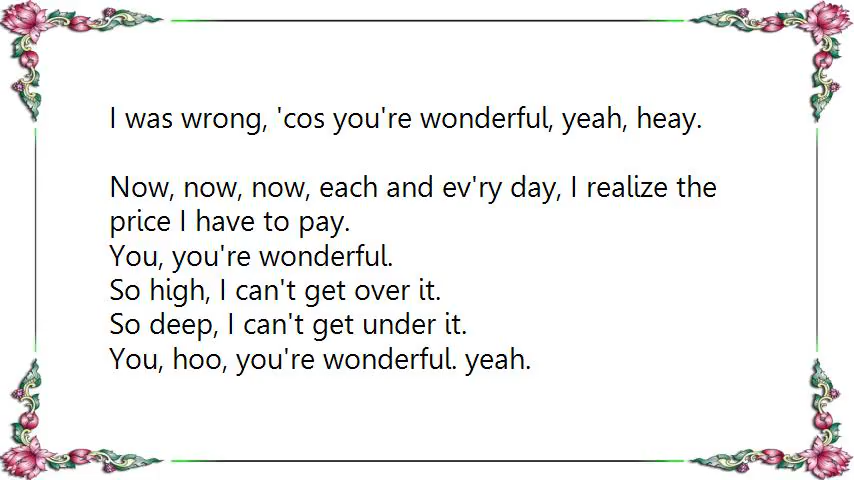 I was wrong, 'cos you're wonderful, yeah, heay.
Now, now, now, each and ev'ry day, I realize the
price I have to pay.
You, you're wonderful.
So high, I can't get over it.
So deep, I can't get under it.
You, hoo, you're wonderful. yeah.